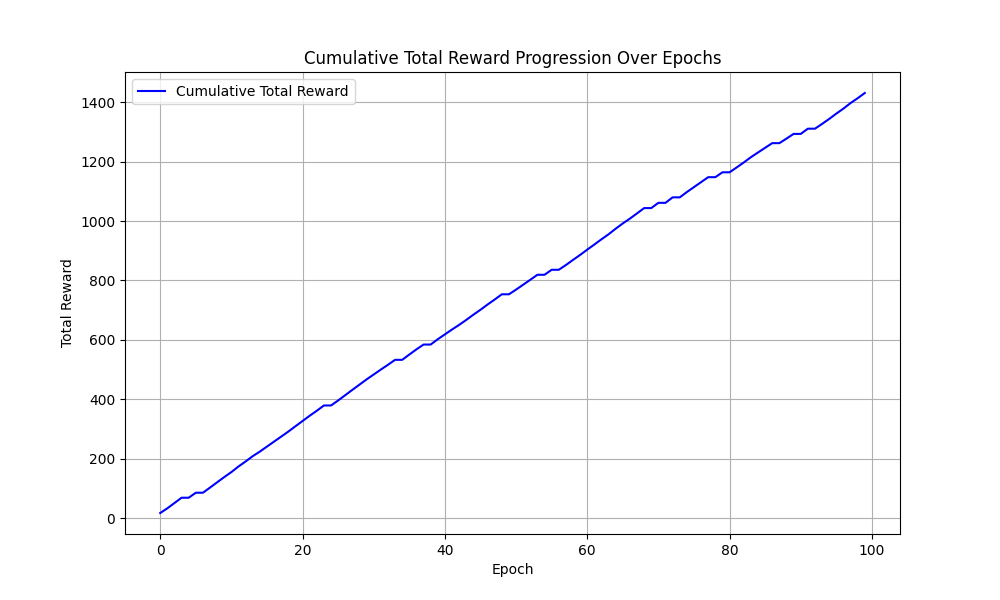 Cumulative Total Reward Progression Over Epochs
Cumulative Total Reward
1400
1200
1000
800
600
400
200
0
Total Reward
0 20 40 60 80 100
Epoch